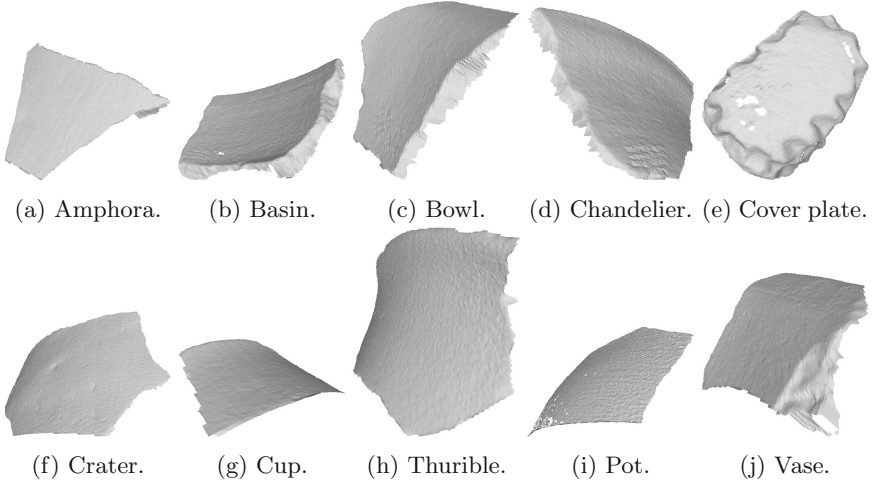 (a) Amphora. (b) Basin. (c) Bowl. (d) Chandelier. (e) Cover plate.
(f) Crater. (g) Cup. (h) Thurible. (i) Pot. (j) Vase.